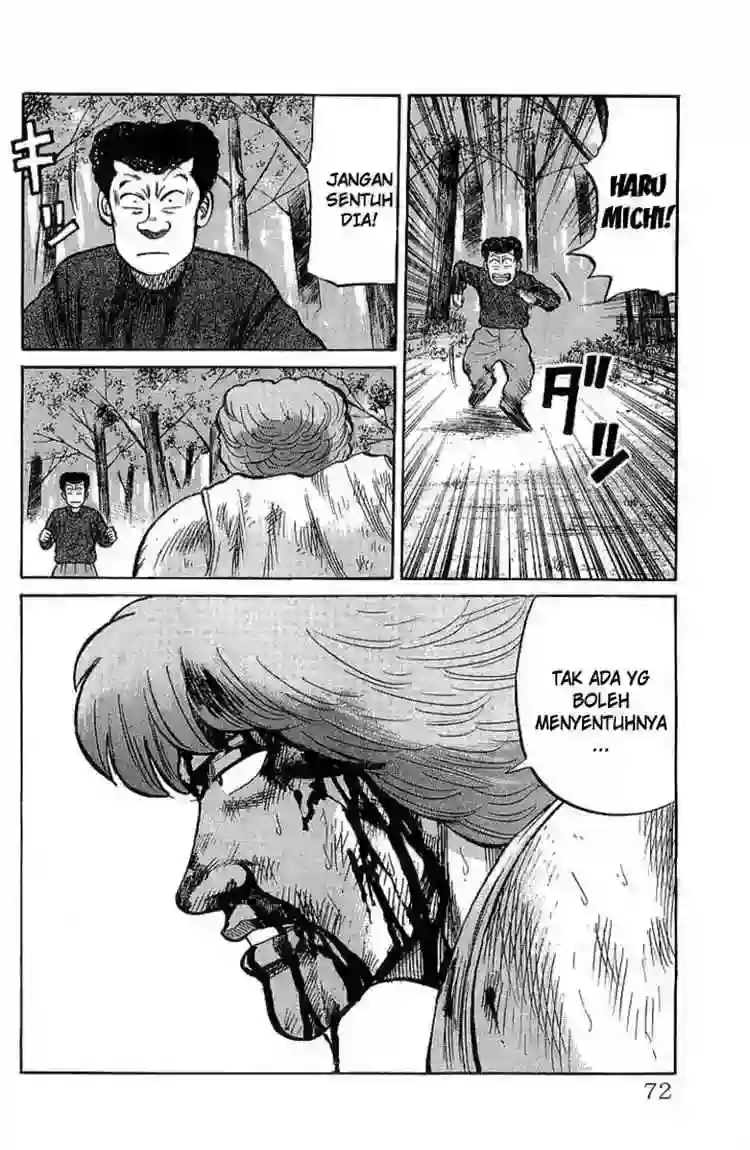 HARU
MICHI!
ダッ
JANGAN
SENTUH
DIA!
キッ
TAK ADA YG
BOLEH
MENYENTUHNYA
...
72